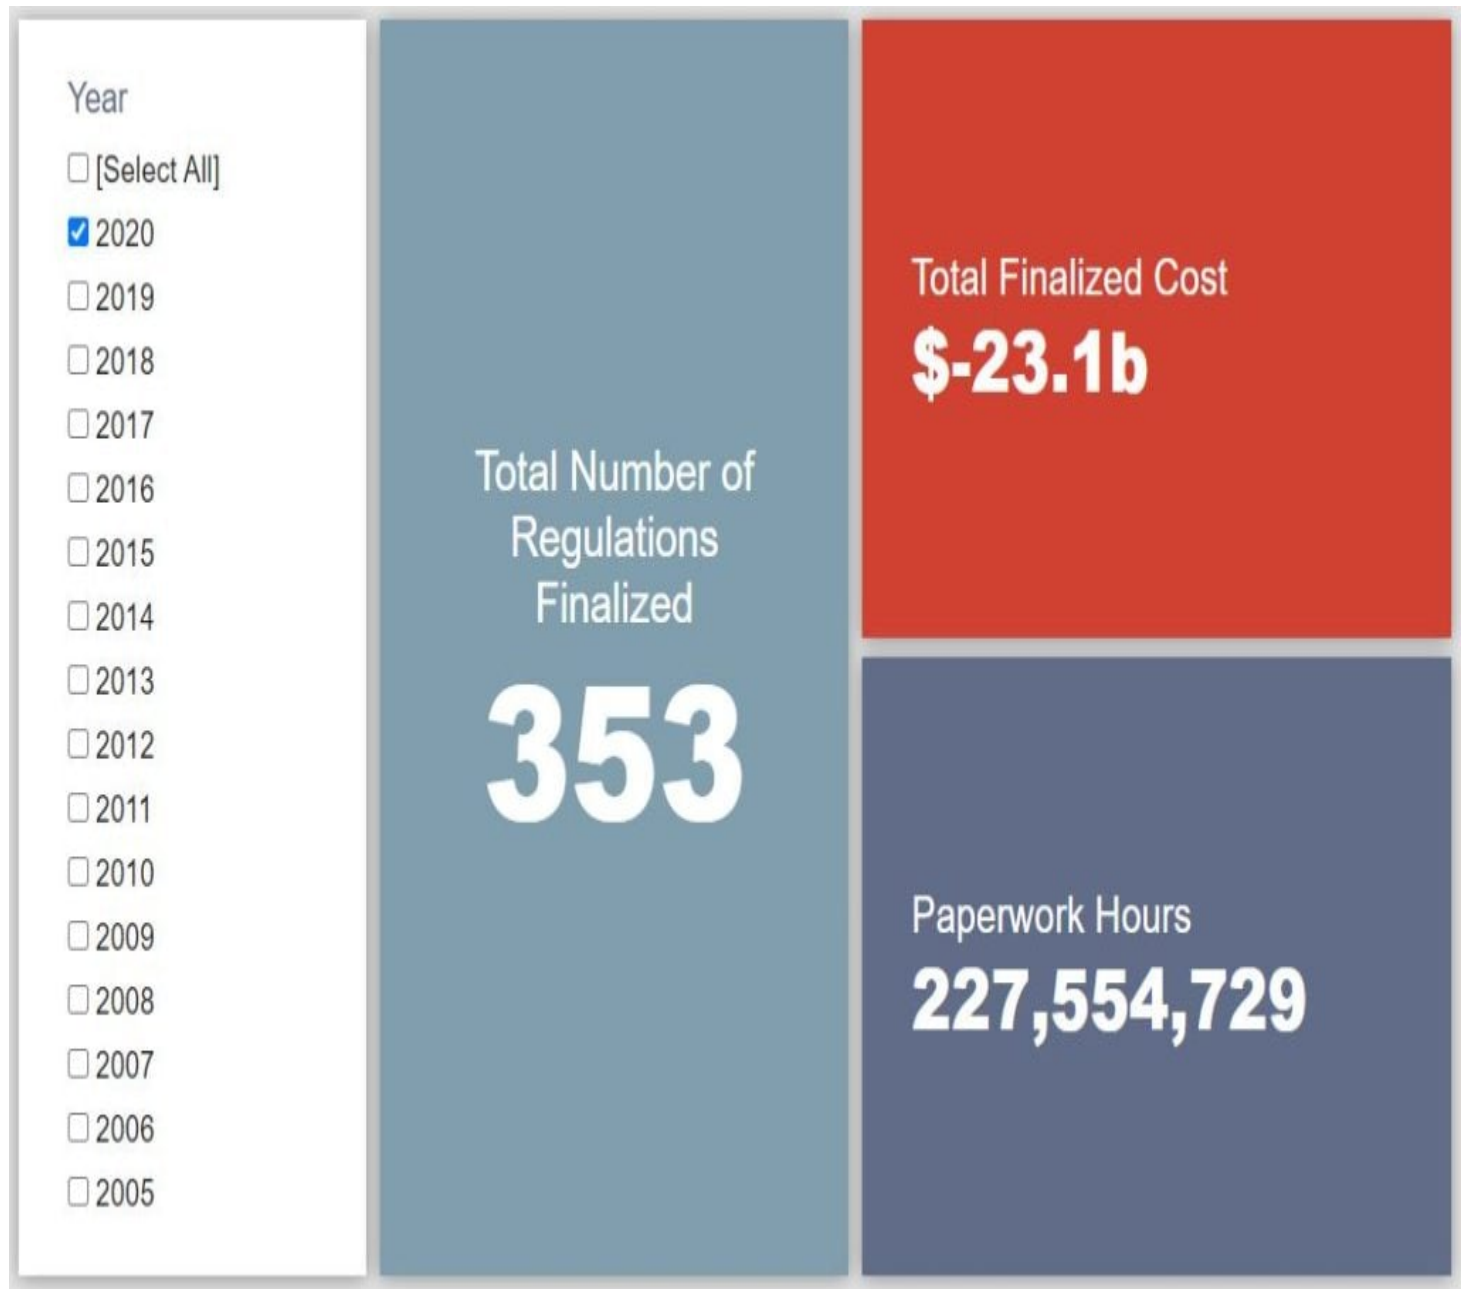 Year
[Select All]
2020
2019
2018
2017
2016
2015
2014
2013
2012
2011
2010
2009
2008
2007
2006
2005
Total Number of
Regulations
Finalized
353
Total Finalized Cost
$-23.1b
Paperwork Hours
227,554,729